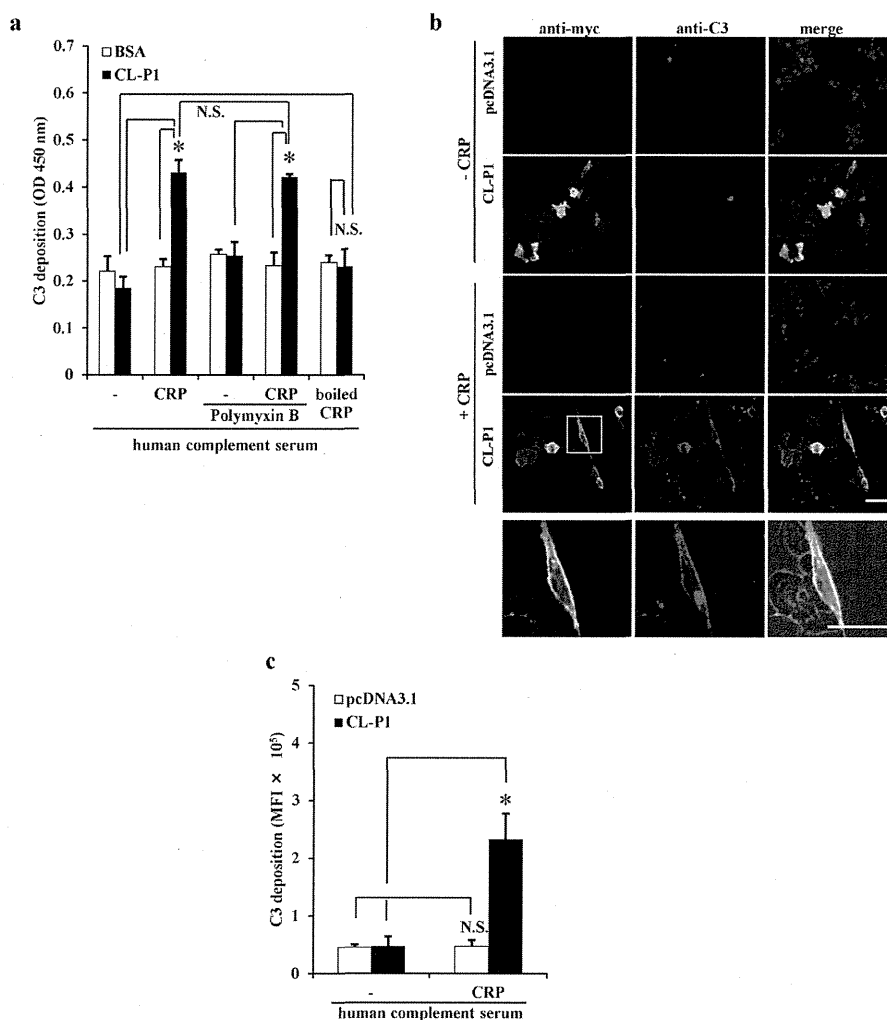 a
0.7
0.6
0.5
0.4
0.3
0.2
0.1
0
C3 deposition (OD 450 nm)
BSA
CL-P1
N.S.
*
*
N.S.
-
CRP
-
CRP
boiled
CRP
Polymyxin B
human complement serum
b
anti-myc
anti-C3
merge
- CRP
pcDNA3.1
CL-P1
+ CRP
pcDNA3.1
CL-P1
c
5
4
3
2
1
0
C3 deposition (MFI × 10⁵)
pcDNA3.1
CL-P1
*
N.S.
-
CRP
human complement serum